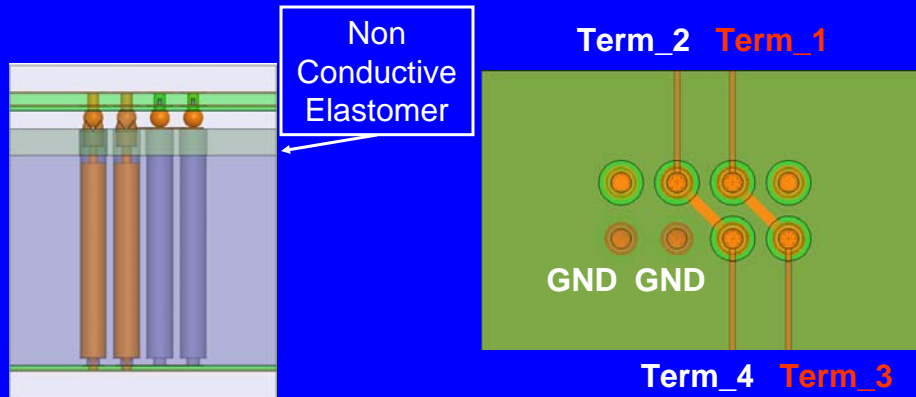 Non
Conductive
Elastomer
Term_2 Term_1
GND GND
Term_4 Term_3